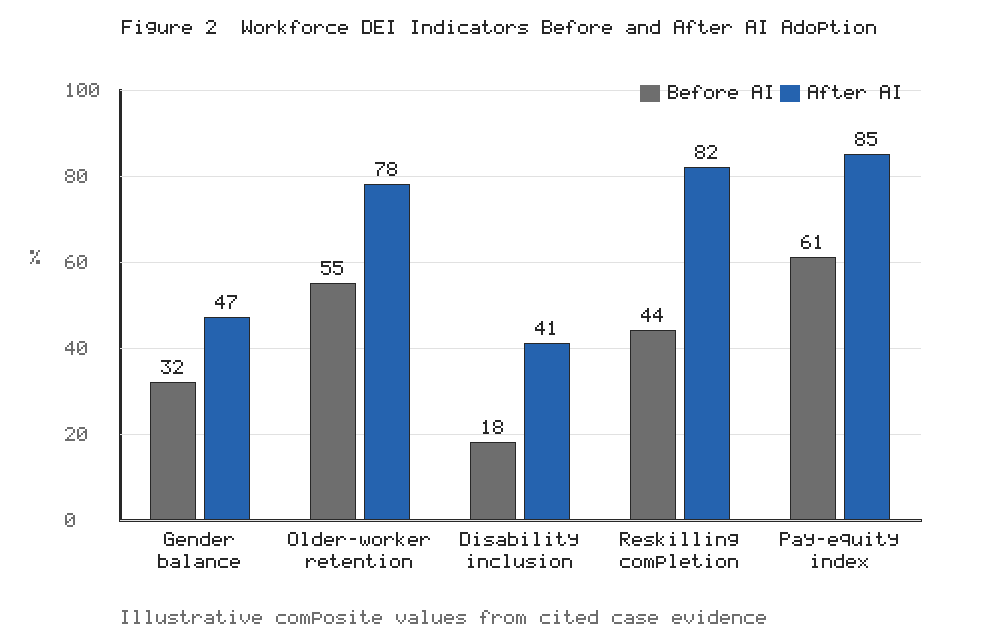 Figure 2  Workforce DEI Indicators Before and After AI Adoption
100
Before AI
After AI
85
82
80
78
%
61
60
55
47
44
41
40
32
20
18
0
Gender balance
Older-worker retention
Disability inclusion
Reskilling completion
Pay-equity index
Illustrative composite values from cited case evidence